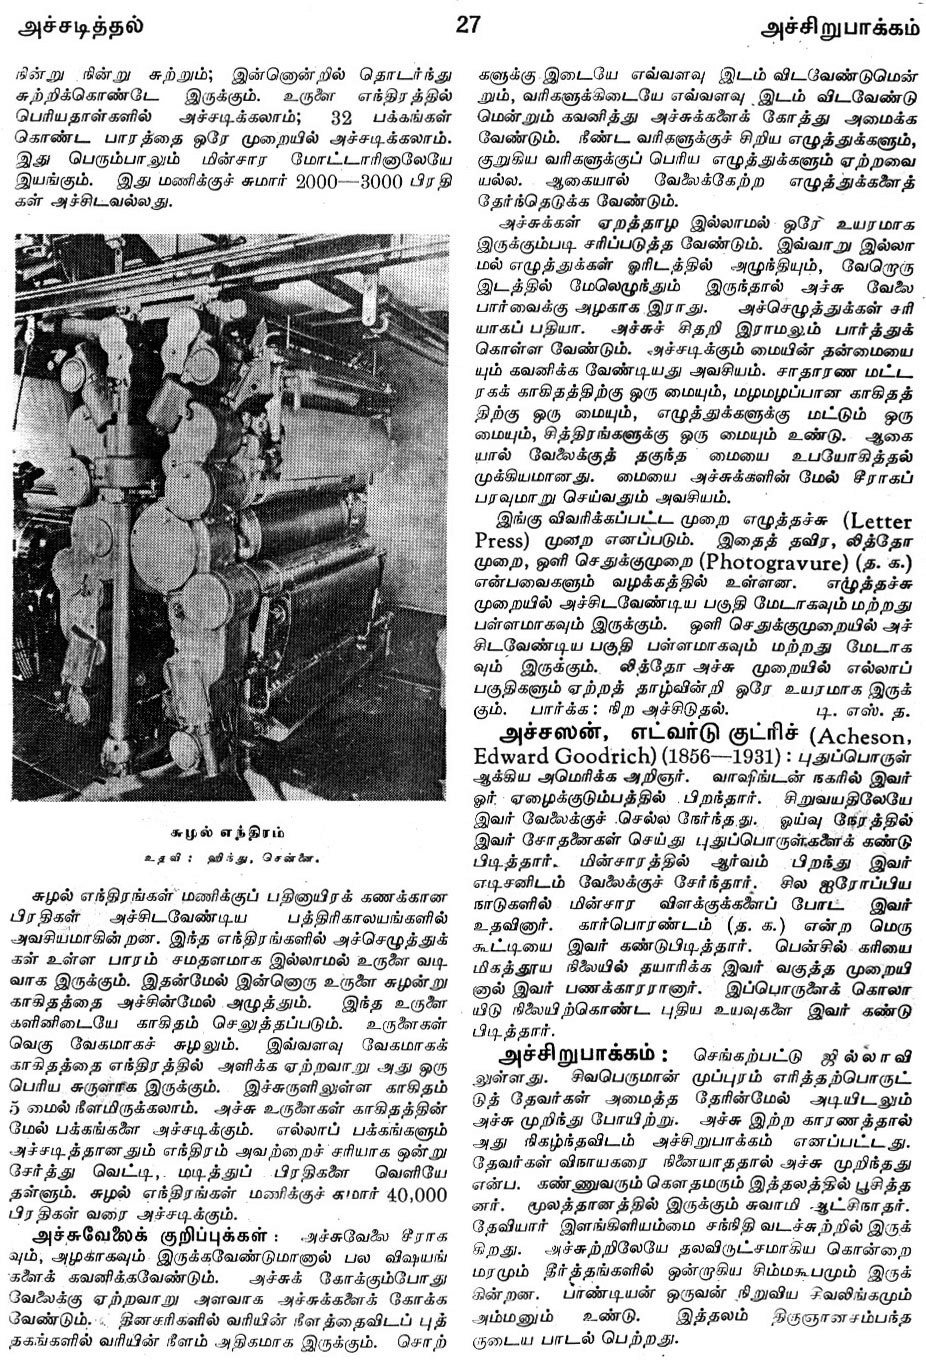 அச்சடித்தல்
27
அச்சிறுபாக்கம்
நின்று நின்று சுற்றும்; இன்னொன்றில் தொடர்ந்து
சுற்றிக்கொண்டே இருக்கும். உருளை எந்திரத்தில்
பெரியதாள்களில் அச்சடிக்கலாம்; 32 பக்கங்கள்
கொண்ட பாரத்தை ஒரே முறையில் அச்சடிக்கலாம்.
இது பெரும்பாலும் மின்சார மோட்டாரினாலேயே
இயங்கும். இது மணிக்குச் சுமார் 2000—3000 பிரதி
கள் அச்சிடவல்லது.
சுழல் எந்திரம்
உதவி : ஹிந்து, சென்னை.
சுழல் எந்திரங்கள் மணிக்குப் பதினாயிரக் கணக்கான
பிரதிகள் அச்சிடவேண்டிய பத்திரிகாலயங்களில்
அவசியமாகின்றன. இந்த எந்திரங்களில் அச்செழுத்துக்
கள் உள்ள பாரம் சமதளமாக இல்லாமல் உருளை வடி
வாக இருக்கும். இதன்மேல் இன்னொரு உருளை சுழன்று
காகிதத்தை அச்சின்மேல் அழுத்தும். இந்த உருளை
களினிடையே காகிதம் செலுத்தப்படும். உருளைகள்
வெகு வேகமாகச் சுழலும். இவ்வளவு வேகமாகக்
காகிதத்தை எந்திரத்தில் அளிக்க ஏற்றவாறு அது ஒரு
பெரிய சுருளாக இருக்கும். இச்சுருளிலுள்ள காகிதம்
5 மைல் நீளமிருக்கலாம். அச்சு உருளைகள் காகிதத்தின்
மேல் பக்கங்களை அச்சடிக்கும். எல்லாப் பக்கங்களும்
அச்சடித்தானதும் எந்திரம் அவற்றைச் சரியாக ஒன்று
சேர்த்து வெட்டி, மடித்துப் பிரதிகளை வெளியே
தள்ளும். சுழல் எந்திரங்கள் மணிக்குச் சுமார் 40,000
பிரதிகள் வரை அச்சடிக்கும்.
அச்சுவேலைக் குறிப்புக்கள் : அச்சுவேலை சீராக
வும், அழகாகவும் இருக்கவேண்டுமானால் பல விஷயங்
களைக் கவனிக்கவேண்டும். அச்சுக் கோக்கும்போது
வேலைக்கு ஏற்றவாறு அளவாக அச்சுக்களைக் கோக்க
வேண்டும். தினசரிகளில் வரியின் நீளத்தைவிடப் புத்
தகங்களில் வரியின் நீளம் அதிகமாக இருக்கும். சொற்
களுக்கு இடையே எவ்வளவு இடம் விடவேண்டுமென்
றும், வரிகளுக்கிடையே எவ்வளவு இடம் விடவேண்டு
மென்றும் கவனித்து அச்சுக்களைக் கோத்து அமைக்க
வேண்டும். நீண்ட வரிகளுக்குச் சிறிய எழுத்துக்களும்,
குறுகிய வரிகளுக்குப் பெரிய எழுத்துக்களும் ஏற்றவை
யல்ல. ஆகையால் வேலைக்கேற்ற எழுத்துக்களைத்
தேர்ந்தெடுக்க வேண்டும்.
அச்சுக்கள் ஏறத்தாழ இல்லாமல் ஒரே உயரமாக
இருக்கும்படி சரிப்படுத்த வேண்டும். இவ்வாறு இல்லா
மல் எழுத்துக்கள் ஓரிடத்தில் அழுந்தியும், வேறொரு
இடத்தில் மேலெழுந்தும் இருந்தால் அச்சு வேலை
பார்வைக்கு அழகாக இராது. அச்செழுத்துக்கள் சரி
யாகப் பதியா. அச்சுச் சிதறி இராமலும் பார்த்துக்
கொள்ள வேண்டும். அச்சடிக்கும் மையின் தன்மையை
யும் கவனிக்க வேண்டியது அவசியம். சாதாரண மட்ட
ரகக் காகிதத்திற்கு ஒரு மையும், மழமழப்பான காகிதத்
திற்கு ஒரு மையும், எழுத்துக்களுக்கு மட்டும் ஒரு
மையும், சித்திரங்களுக்கு ஒரு மையும் உண்டு. ஆகை
யால் வேலைக்குத் தகுந்த மையை உபயோகித்தல்
முக்கியமானது. மையை அச்சுக்களின் மேல் சீராகப்
பரவுமாறு செய்வதும் அவசியம்.
இங்கு விவரிக்கப்பட்ட முறை எழுத்தச்சு (Letter
Press) முறை எனப்படும். இதைத் தவிர, லித்தோ
முறை, ஒளி செதுக்குமுறை (Photogravure) (த. க.)
என்பவைகளும் வழக்கத்தில் உள்ளன. எழுத்தச்சு
முறையில் அச்சிடவேண்டிய பகுதி மேடாகவும் மற்றது
பள்ளமாகவும் இருக்கும். ஒளி செதுக்குமுறையில் அச்
சிடவேண்டிய பகுதி பள்ளமாகவும் மற்றது மேடாக
வும் இருக்கும். லித்தோ அச்சு முறையில் எல்லாப்
பகுதிகளும் ஏற்றத் தாழ்வின்றி ஒரே உயரமாக இருக்
கும். பார்க்க : நிற அச்சிடுதல். டி. எஸ். த.
அச்சஸன், எட்வர்டு குட்ரிச் (Acheson,
Edward Goodrich) (1856—1931) : புதுப்பொருள்
ஆக்கிய அமெரிக்க அறிஞர். வாஷிங்டன் நகரில் இவர்
ஓர் ஏழைக்குடும்பத்தில் பிறந்தார். சிறுவயதிலேயே
இவர் வேலைக்குச் செல்ல நேர்ந்தது. ஓய்வு நேரத்தில்
இவர் சோதனைகள் செய்து புதுப்பொருள்களைக் கண்டு
பிடித்தார். மின்சாரத்தில் ஆர்வம் பிறந்து இவர்
எடிசனிடம் வேலைக்குச் சேர்ந்தார். சில ஐரோப்பிய
நாடுகளில் மின்சார விளக்குக்களைப் போட இவர்
உதவினார். கார்பொரண்டம் (த. க.) என்ற மெரு
கூட்டியை இவர் கண்டுபிடித்தார். பென்சில் கரியை
மிகத்தூய நிலையில் தயாரிக்க இவர் வகுத்த முறையி
னால் இவர் பணக்காரரானார். இப்பொருளைக் கொலா
யிடு நிலையிற்கொண்ட புதிய உயவுகளை இவர் கண்டு
பிடித்தார்.
அச்சிறுபாக்கம் : செங்கற்பட்டு ஜில்லாவி
லுள்ளது. சிவபெருமான் முப்புரம் எரித்தற்பொருட்
டுத் தேவர்கள் அமைத்த தேரின்மேல் அடியிடலும்
அச்சு முறிந்து போயிற்று. அச்சு இற்ற காரணத்தால்
அது நிகழ்ந்தவிடம் அச்சிறுபாக்கம் எனப்பட்டது.
தேவர்கள் விநாயகரை நினையாததால் அச்சு முறிந்தது
என்ப. கண்ணுவரும் கௌதமரும் இத்தலத்தில் பூசித்த
னர். மூலத்தானத்தில் இருக்கும் சுவாமி ஆட்சிநாதர்.
தேவியார் இளங்கிளியம்மை சந்நிதி வடச்சுற்றில் இருக்
கிறது. அச்சுற்றிலேயே தலவிருட்சமாகிய கொன்றை
மரமும் தீர்த்தங்களில் ஒன்றாகிய சிம்மகூபமும் இருக்
கின்றன. பாண்டியன் ஒருவன் நிறுவிய சிவலிங்கமும்
அம்மனும் உண்டு. இத்தலம் திருஞானசம்பந்த
ருடைய பாடல் பெற்றது.